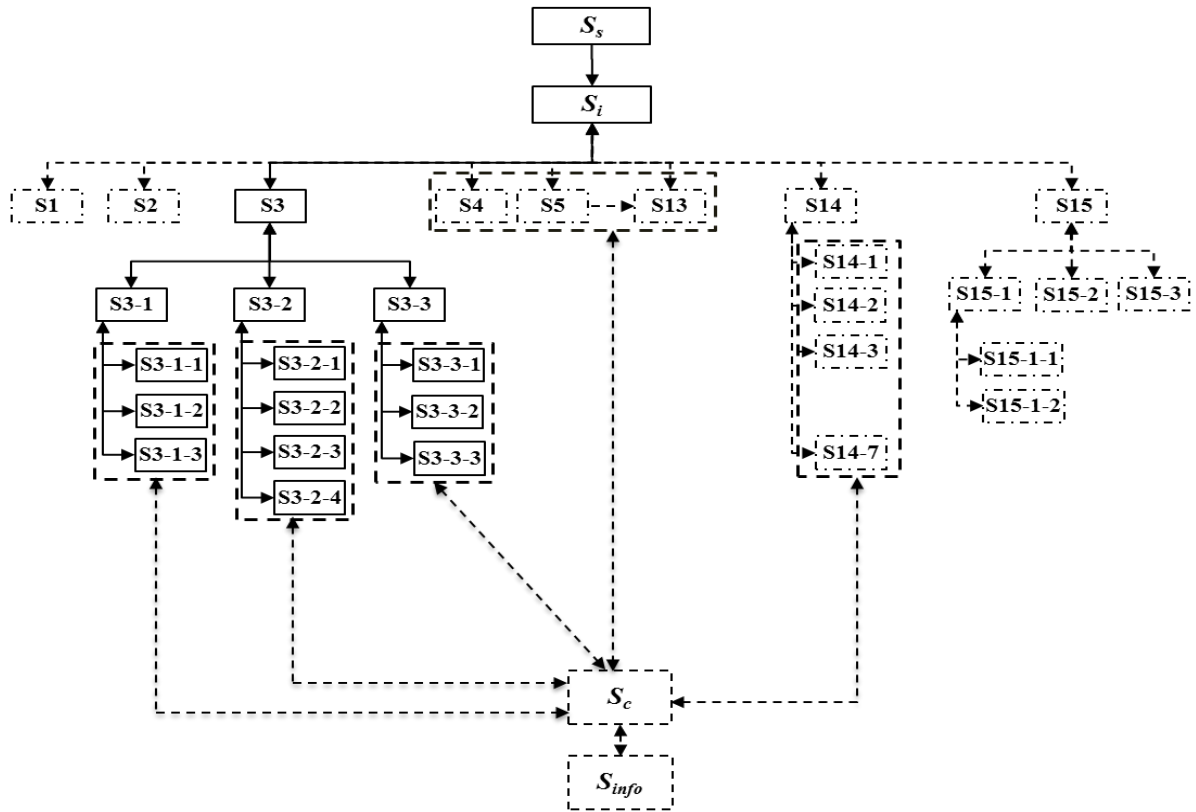 Ss
Si
S1 S2 S3 S4 S5 S13 S14 S15
S14-1
S14-2
S14-3
S14-7
S15-1 S15-2 S15-3
S15-1-1
S15-1-2
S3-1 S3-2 S3-3
S3-1-1
S3-1-2
S3-1-3
S3-2-1
S3-2-2
S3-2-3
S3-2-4
S3-3-1
S3-3-2
S3-3-3
Sc
Sinfo